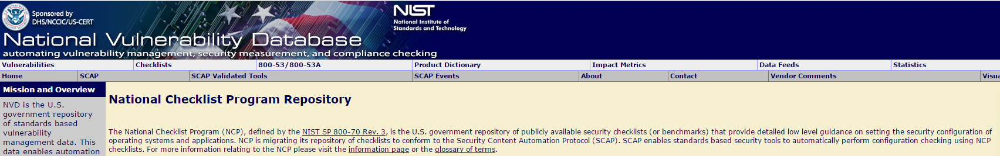 Sponsored by
DHS/NCCIC/US-CERT
NIST
National Institute of
Standards and Technology
National Vulnerability Database
automating vulnerability management, security measurement, and compliance checking
Vulnerabilities Checklists 800-53/800-53A Product Dictionary Impact Metrics Data Feeds Statistics
Home SCAP SCAP Validated Tools SCAP Events About Contact Vendor Comments
Mission and Overview
NVD is the U.S.
government repository
of standards based
vulnerability
management data. This
data enables automation
National Checklist Program Repository
The National Checklist Program (NCP), defined by the NIST SP 800-70 Rev. 3, is the U.S. government repository of publicly available security checklists (or benchmarks) that provide detailed low level guidance on setting the security configuration of
operating systems and applications. NCP is migrating its repository of checklists to conform to the Security Content Automation Protocol (SCAP). SCAP enables standards based security tools to automatically perform configuration checking using NCP
checklists. For more information relating to the NCP please visit the information page or the glossary of terms.